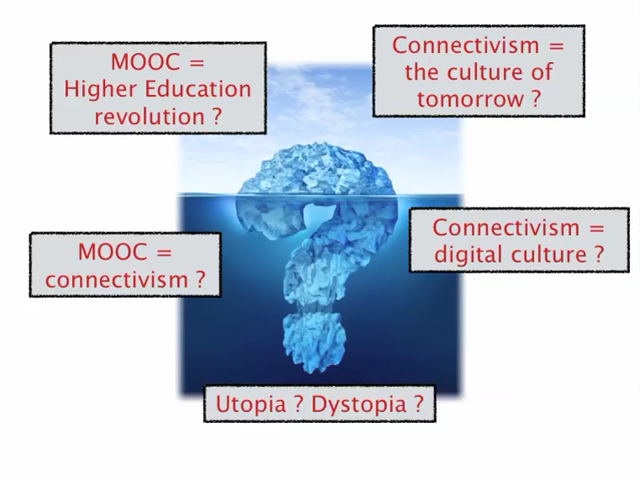 MOOC =
Higher Education
revolution ?
Connectivism =
the culture of
tomorrow ?
MOOC =
connectivism ?
Connectivism =
digital culture ?
Utopia ? Dystopia ?